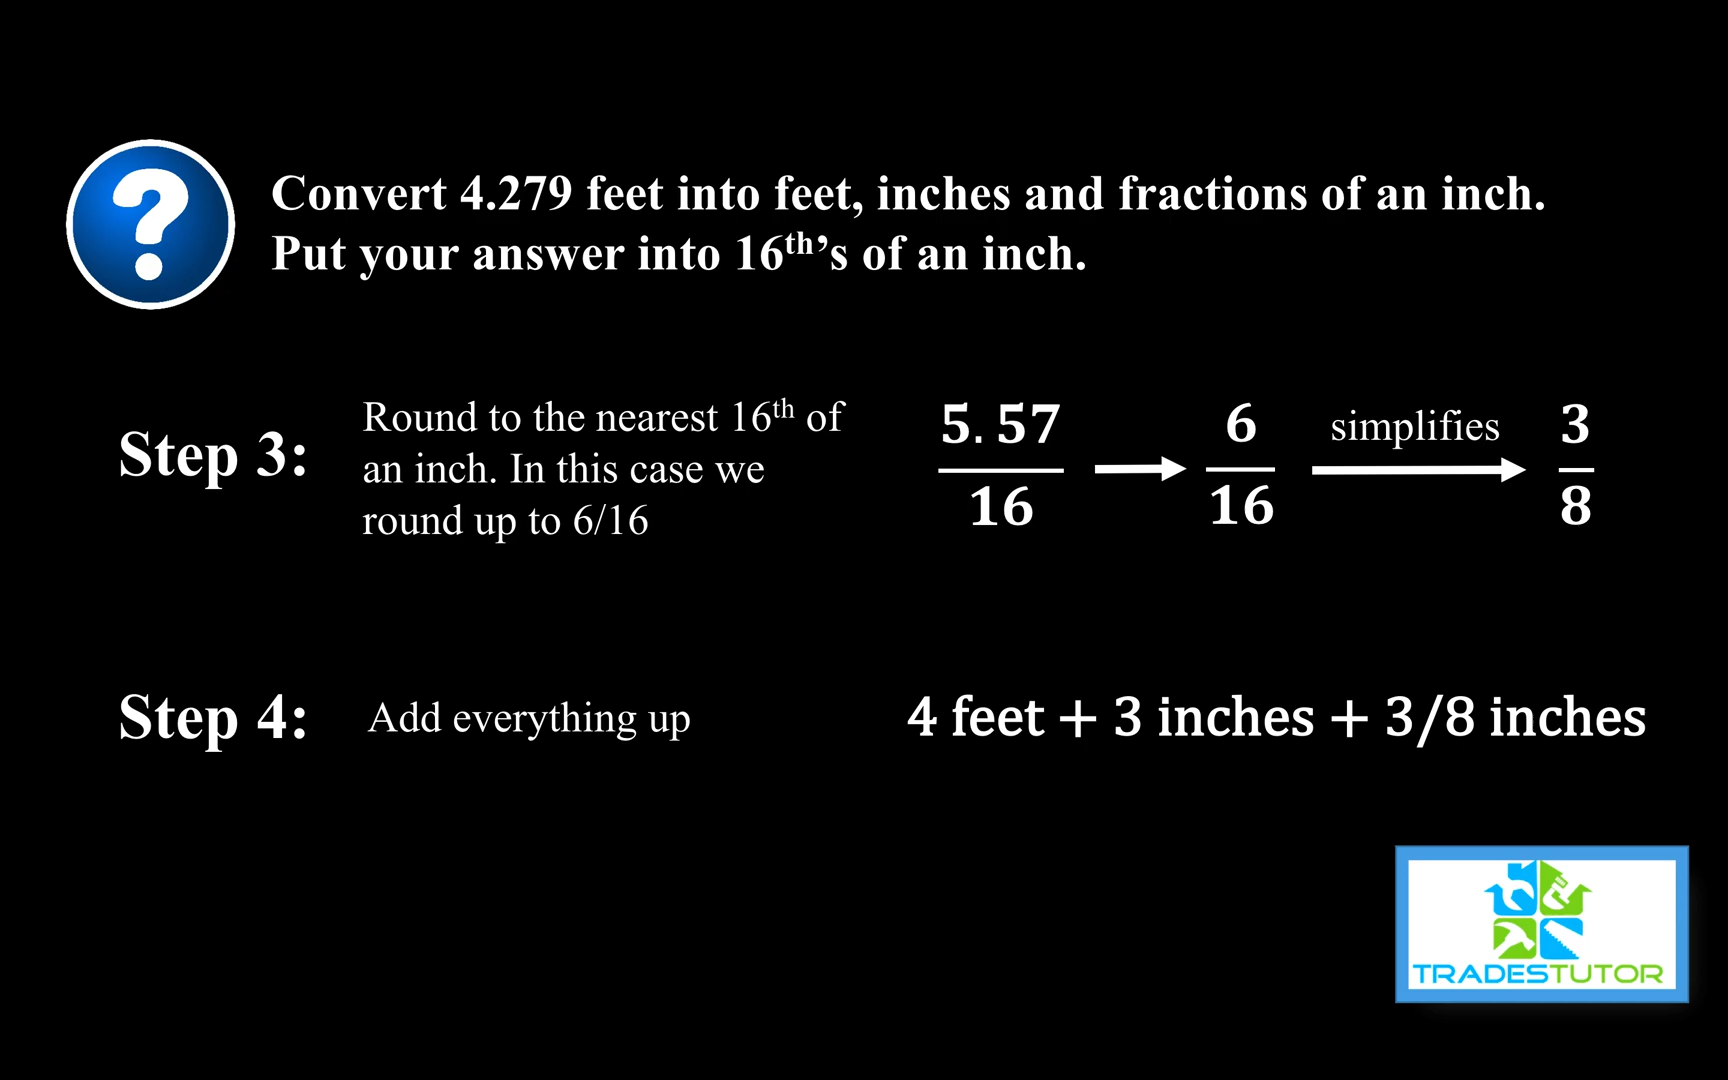 ?
Convert 4.279 feet into feet, inches and fractions of an inch.
Put your answer into 16th’s of an inch.
Step 3:
Round to the nearest 16th of
an inch. In this case we
round up to 6/16
5.57/16 → 6/16 simplifies → 3/8
Step 4:
Add everything up
4 feet + 3 inches + 3/8 inches
TRADESTUTOR